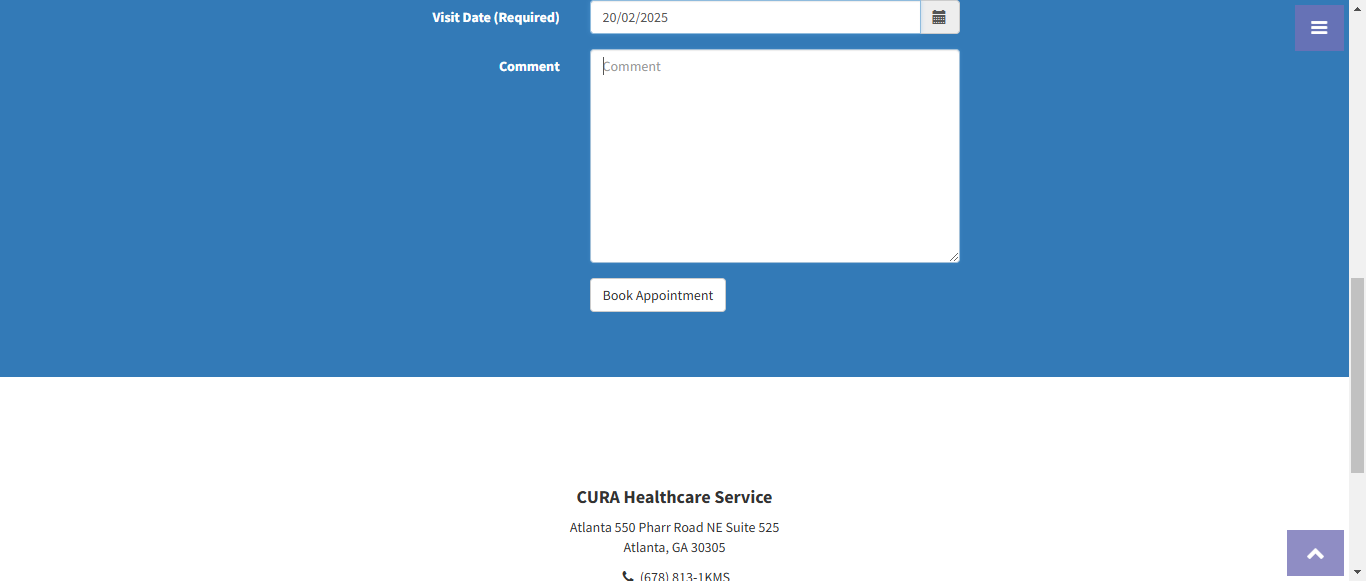 Visit Date (Required) 20/02/2025
Comment Comment
Book Appointment
CURA Healthcare Service
Atlanta 550 Pharr Road NE Suite 525
Atlanta, GA 30305
(678) 813-1KMS